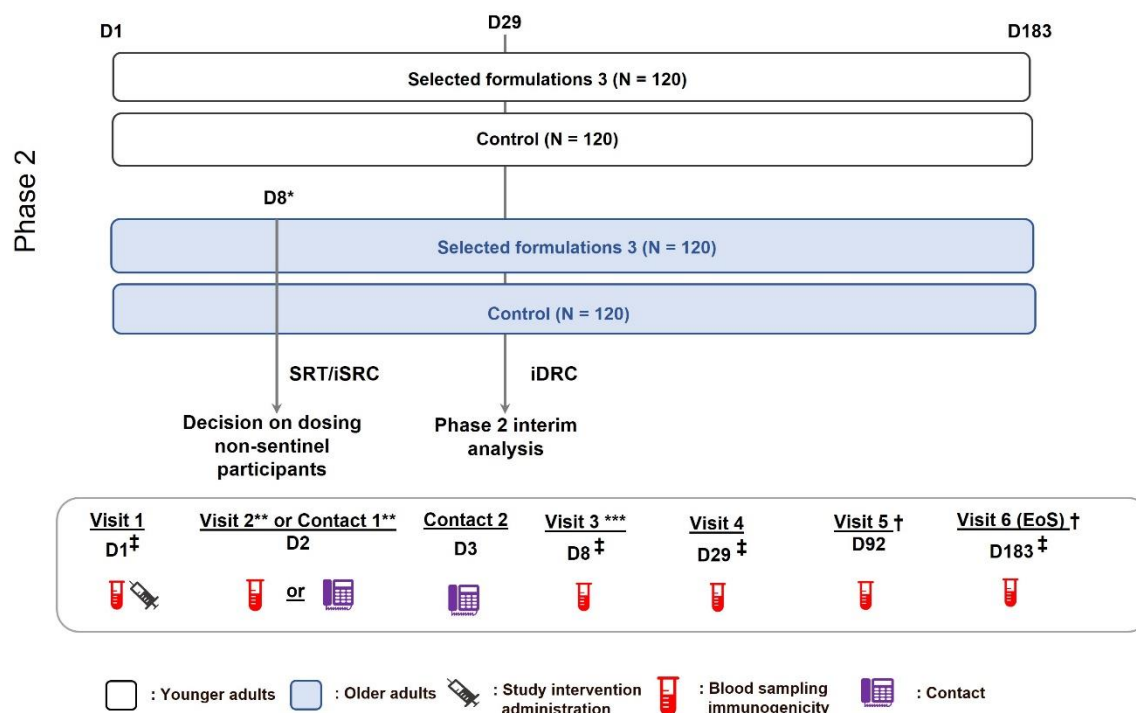 D1
D29
D183
Phase 2
Selected formulations 3 (N = 120)
Control (N = 120)
D8*
Selected formulations 3 (N = 120)
Control (N = 120)
SRT/iSRC
iDRC
Decision on dosing
non-sentinel
participants
Phase 2 interim
analysis
Visit 1
D1‡
Visit 2** or Contact 1**
D2
or
Contact 2
D3
Visit 3 ***
D8 ‡
Visit 4
D29 ‡
Visit 5 †
D92
Visit 6 (EoS) †
D183 ‡
: Younger adults
: Older adults
: Study intervention
administration
: Blood sampling
immunogenicity
: Contact